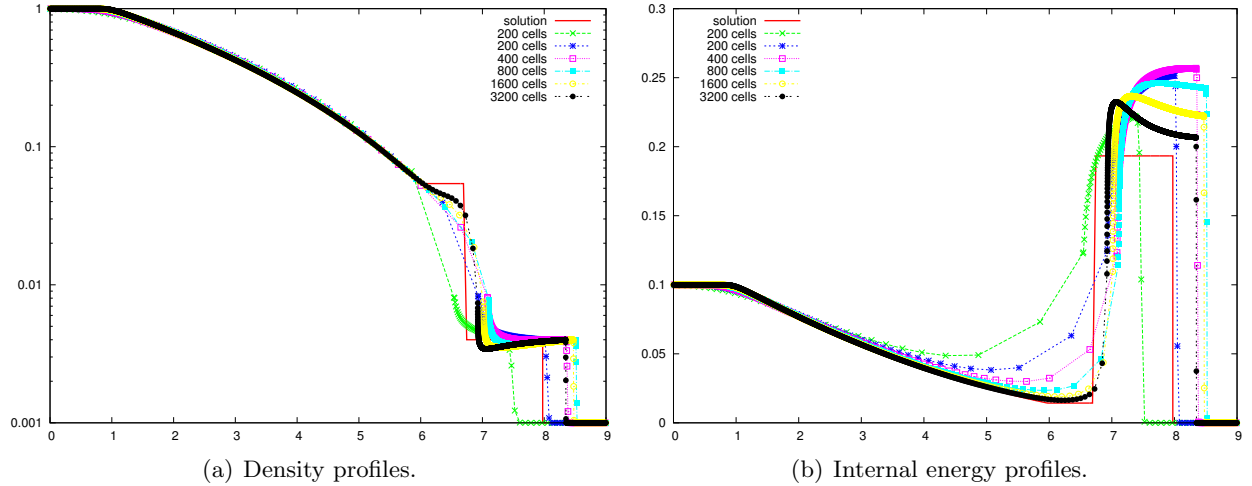 1
0.1
0.01
0.001
0 1 2 3 4 5 6 7 8 9
solution
200 cells
200 cells
400 cells
800 cells
1600 cells
3200 cells
(a) Density profiles.
0.3
0.25
0.2
0.15
0.1
0.05
0
0 1 2 3 4 5 6 7 8 9
solution
200 cells
200 cells
400 cells
800 cells
1600 cells
3200 cells
(b) Internal energy profiles.